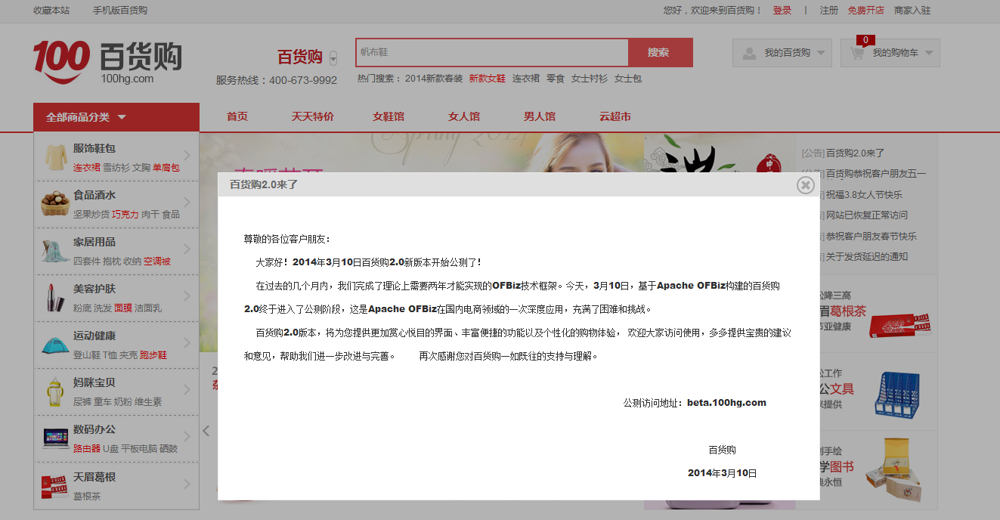 收藏本站 手机版百货购 您好，欢迎来到百货购！ 登录 | 注册 免费开店 商家入驻
100 百货购
100hg.com
百货购
服务热线：400-673-9992
帆布鞋 搜索
热门搜索： 2014新款春装 新款女鞋 连衣裙 零食 女士衬衫 女士包
我的百货购 0 我的购物车
全部商品分类 首页 天天特价 女鞋馆 女人馆 男人馆 云超市
服饰鞋包
连衣裙 雪纺衫 文胸 单肩包
食品酒水
坚果炒货 巧克力 肉干 食品
家居用品
四套件 抱枕 收纳 空调被
美容护肤
粉底 洗发 面膜 洁面乳
运动健康
登山鞋 T恤 夹克 跑步鞋
妈咪宝贝
尿裤 童车 奶粉 维生素
数码办公
路由器 U盘 平板电脑 硒鼓
天眉葛根
葛根茶
Spring 2014
[公告]百货购2.0来了
百货购恭祝客户朋友五一
祝福3.8女人节快乐
网站已恢复正常访问
恭祝客户朋友春节快乐
关于发货延迟的通知
降三高
眉葛根茶
亚健康
工作
公文具
提供
手绘
学图书
永恒
百货购2.0来了
尊敬的各位客户朋友：
大家好！2014年3月10日百货购2.0新版本开始公测了！
在过去的几个月内，我们完成了理论上需要两年才能实现的OFBiz技术框架。今天，3月10日，基于Apache OFBiz构建的百货购
2.0终于进入了公测阶段，这是Apache OFBiz在国内电商领域的一次深度应用，充满了困难和挑战。
百货购2.0版本，将为您提供更加赏心悦目的界面、丰富便捷的功能以及个性化的购物体验， 欢迎大家访问使用，多多提供宝贵的建议
和意见，帮助我们进一步改进与完善。 再次感谢您对百货购一如既往的支持与理解。
公测访问地址：beta.100hg.com
百货购
2014年3月10日